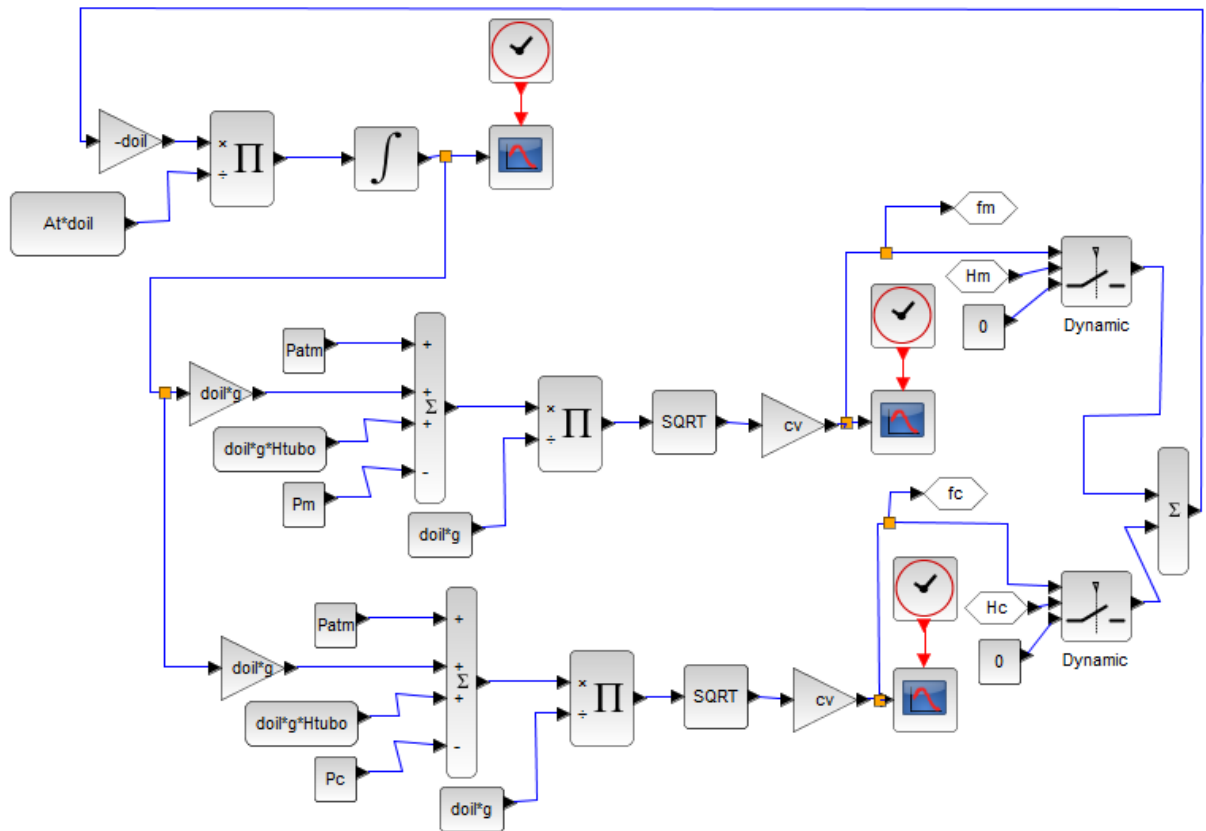 -doil
×
÷
Π
∫
At*doil
fm
Hm
0
Dynamic
Patm
doil*g
doil*g*Htubo
Pm
+
+
+
-
Σ
doil*g
×
÷
Π
SQRT
cv
Σ
fc
Hc
0
Dynamic
Patm
doil*g
doil*g*Htubo
Pc
+
+
+
-
Σ
doil*g
×
÷
Π
SQRT
cv